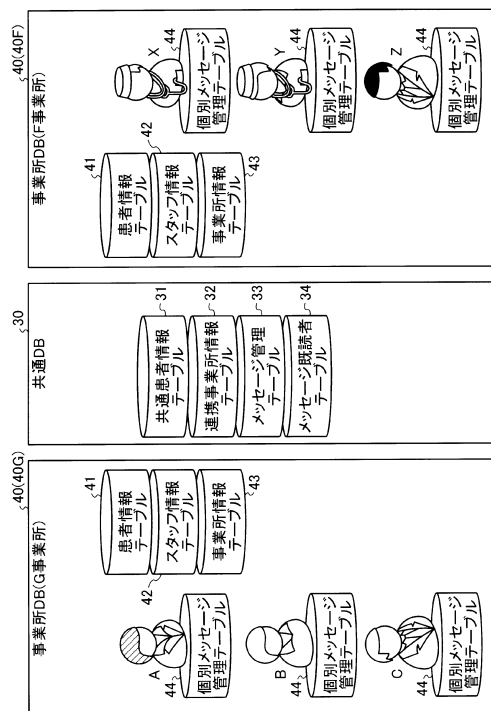 事業所DB(G事業所)
40(40G)
A
44
個別メッセージ
管理テーブル
B
44
個別メッセージ
管理テーブル
C
44
個別メッセージ
管理テーブル
41
患者情報
テーブル
42
スタッフ情報
テーブル
43
事業所情報
テーブル
共通DB
30
31
共通患者情報
テーブル
32
連携事業所情報
テーブル
33
メッセージ管理
テーブル
34
メッセージ既読者
テーブル
事業所DB(F事業所)
40(40F)
41
患者情報
テーブル
42
スタッフ情報
テーブル
43
事業所情報
テーブル
X
44
個別メッセージ
管理テーブル
Y
44
個別メッセージ
管理テーブル
Z
44
個別メッセージ
管理テーブル